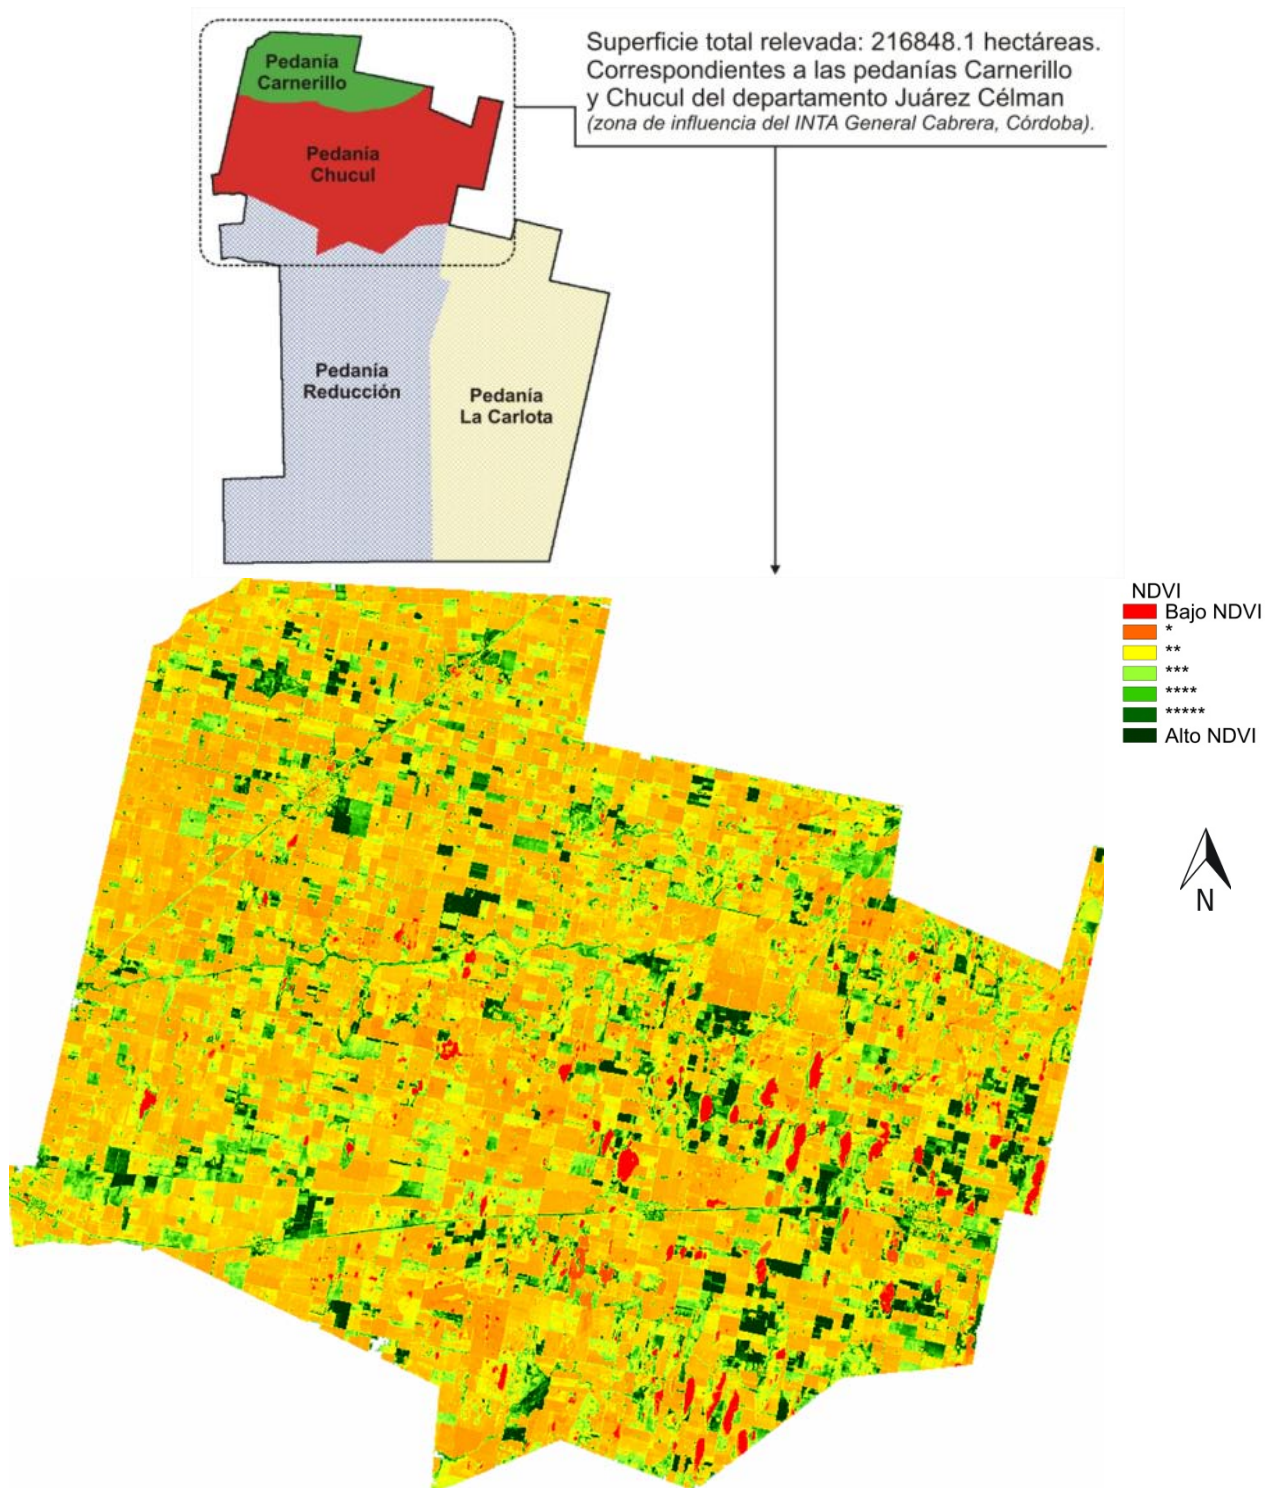 Pedanía
Carnerillo
Pedanía
Chucul
Pedanía
Reducción
Pedanía
La Carlota
Superficie total relevada: 216848.1 hectáreas.
Correspondientes a las pedanías Carnerillo
y Chucul del departamento Juárez Célman
(zona de influencia del INTA General Cabrera, Córdoba).
NDVI
Bajo NDVI
*
**
***
****
*****
Alto NDVI
N